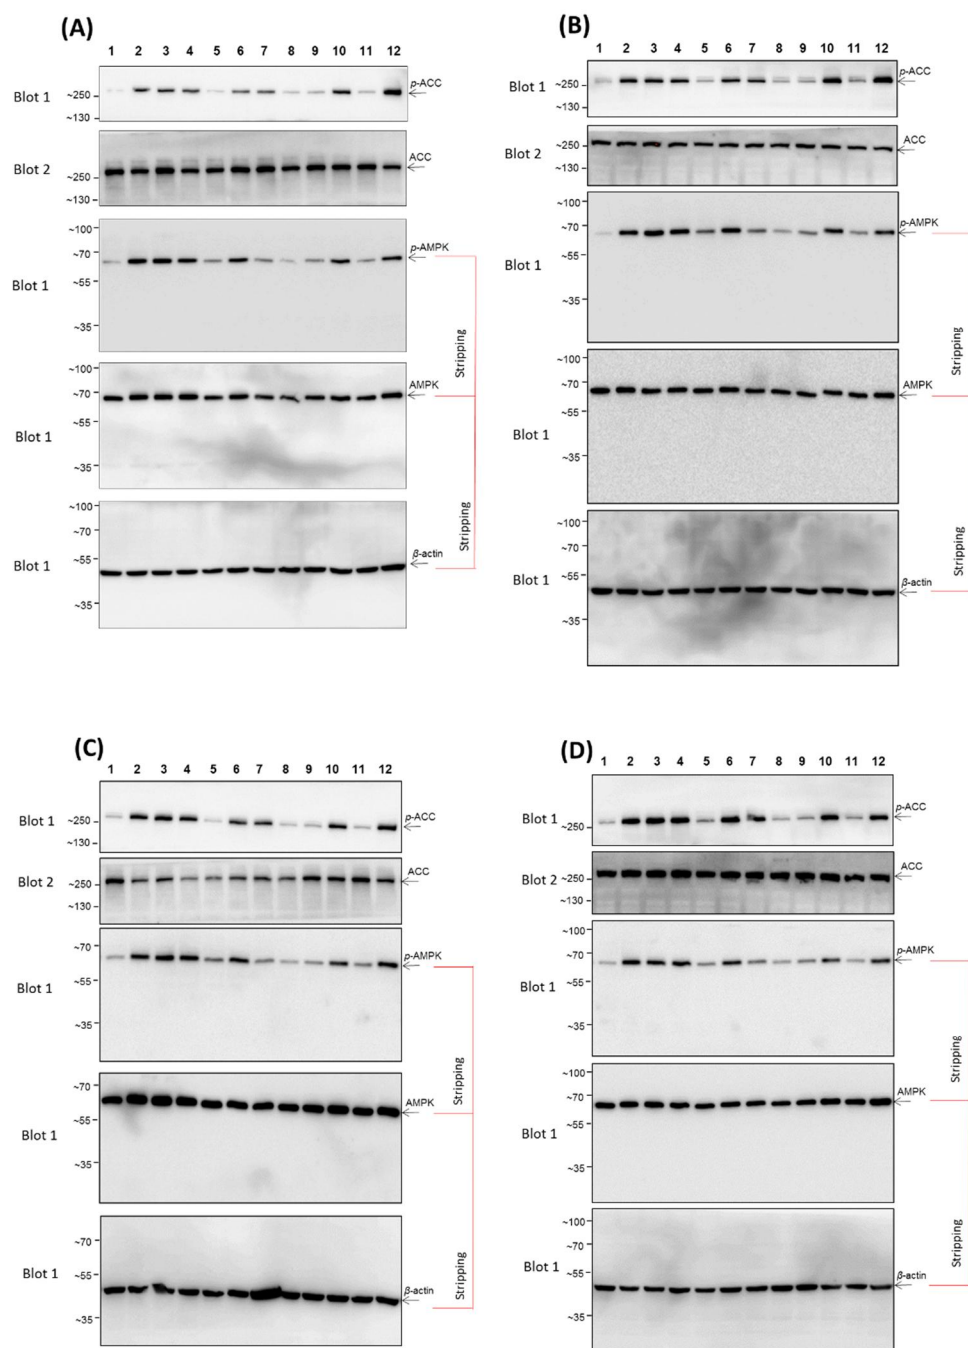 (A)
1 2 3 4 5 6 7 8 9 10 11 12
Blot 1
~250
~130
p-ACC
Blot 2
~250
~130
ACC
Blot 1
~100
~70
~55
~35
p-AMPK
Stripping
Blot 1
~100
~70
~55
~35
AMPK
Stripping
Blot 1
~100
~70
~55
~35
β-actin
(B)
1 2 3 4 5 6 7 8 9 10 11 12
Blot 1
~250
~130
p-ACC
Blot 2
~250
~130
ACC
Blot 1
~100
~70
~55
~35
p-AMPK
Stripping
Blot 1
~100
~70
~55
~35
AMPK
Stripping
Blot 1
~100
~70
~55
~35
β-actin
(C)
1 2 3 4 5 6 7 8 9 10 11 12
Blot 1
~250
~130
p-ACC
Blot 2
~250
~130
ACC
Blot 1
~70
~55
~35
p-AMPK
Stripping
Blot 1
~70
~55
~35
AMPK
Stripping
Blot 1
~70
~55
~35
β-actin
(D)
1 2 3 4 5 6 7 8 9 10 11 12
Blot 1
~250
p-ACC
Blot 2
~250
~130
ACC
Blot 1
~100
~70
~55
~35
p-AMPK
Stripping
Blot 1
~100
~70
~55
~35
AMPK
Stripping
Blot 1
~100
~70
~55
~35
β-actin